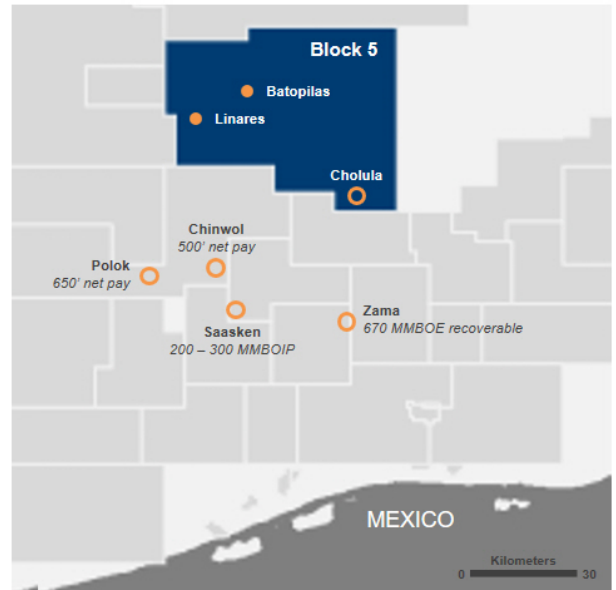 Block 5
Batopilas
Linares
Cholula
Chinwol
500' net pay
Polok
650' net pay
Zama
670 MMBOE recoverable
Saasken
200 – 300 MMBOIP
MEXICO
Kilometers
0 30